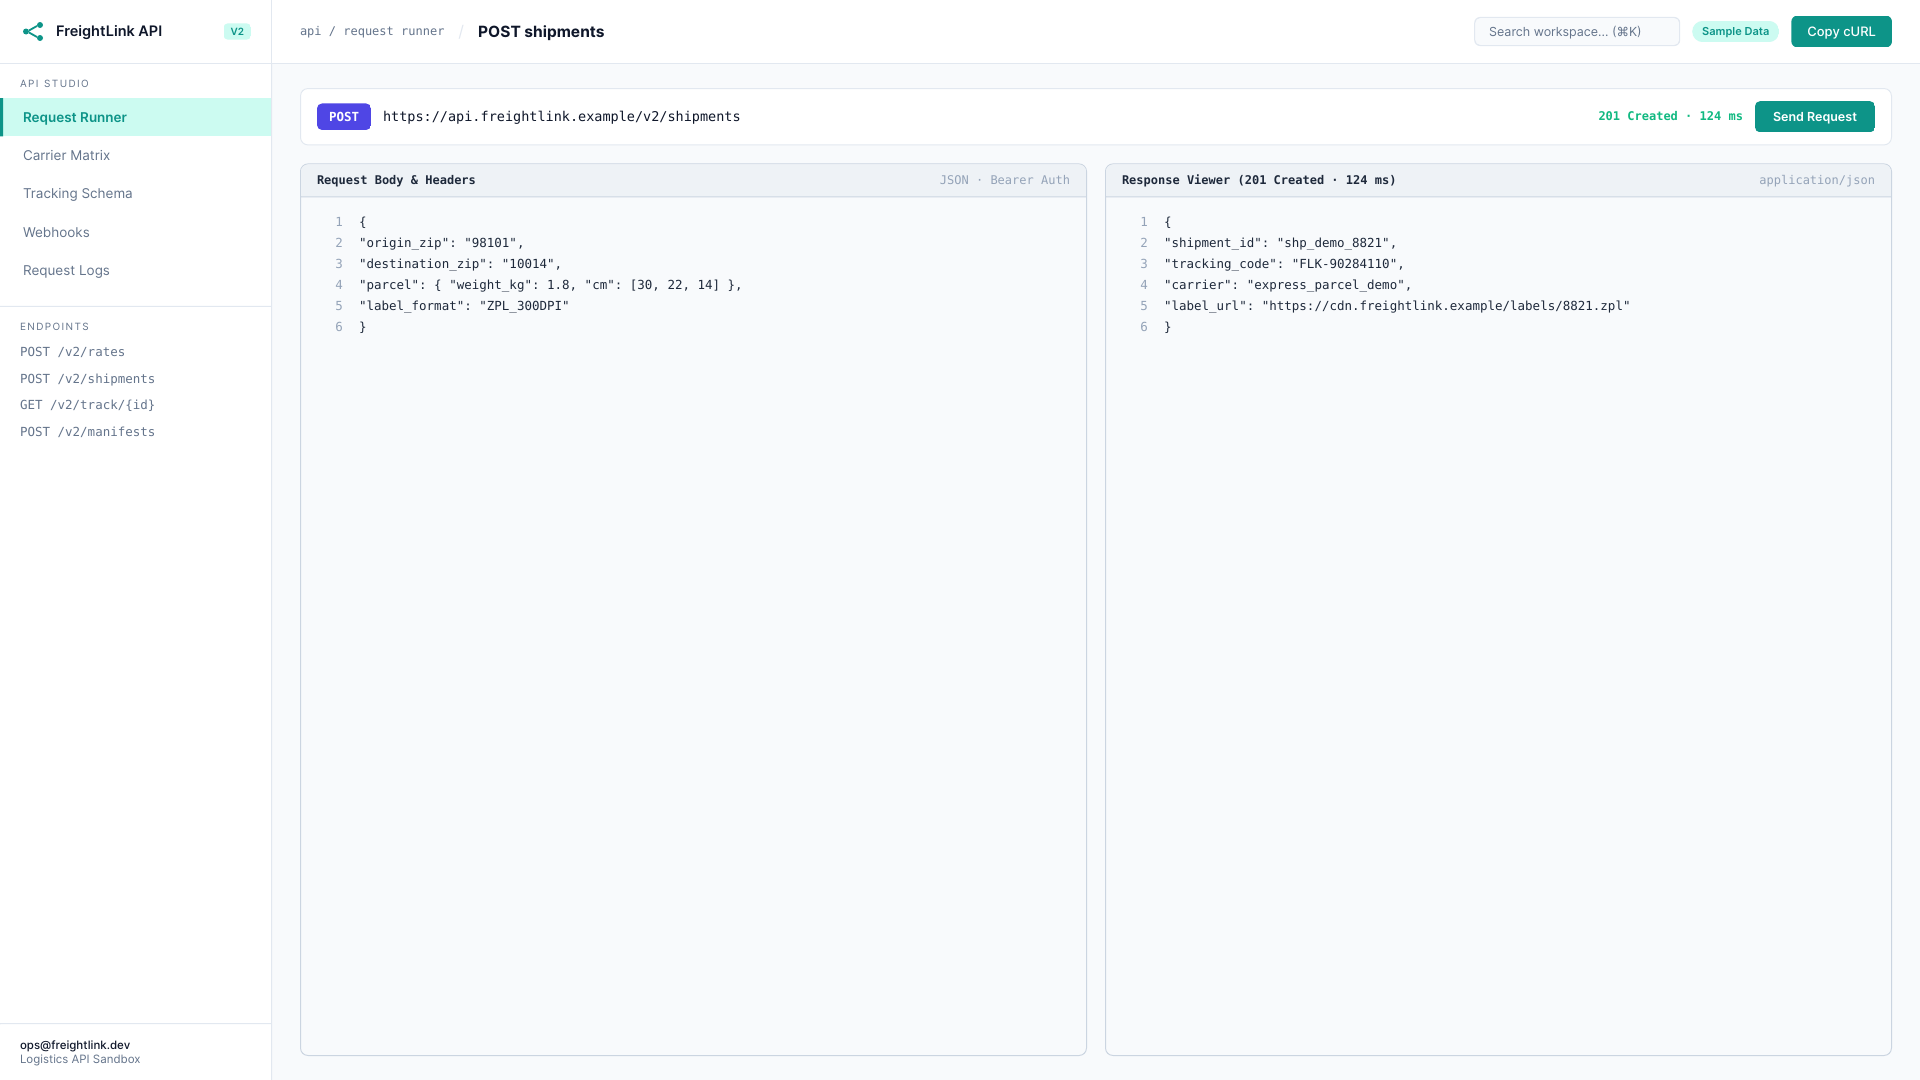 FreightLink API
V2
API STUDIO
Request Runner
Carrier Matrix
Tracking Schema
Webhooks
Request Logs
ENDPOINTS
POST /v2/rates
POST /v2/shipments
GET /v2/track/{id}
POST /v2/manifests
ops@freightlink.dev
Logistics API Sandbox
api / request runner / POST shipments
Search workspace... (⌘K)
Sample Data
Copy cURL
POST https://api.freightlink.example/v2/shipments
201 Created · 124 ms
Send Request
Request Body & Headers
JSON · Bearer Auth
1 {
2 "origin_zip": "98101",
3 "destination_zip": "10014",
4 "parcel": { "weight_kg": 1.8, "cm": [30, 22, 14] },
5 "label_format": "ZPL_300DPI"
6 }
Response Viewer (201 Created · 124 ms)
application/json
1 {
2 "shipment_id": "shp_demo_8821",
3 "tracking_code": "FLK-90284110",
4 "carrier": "express_parcel_demo",
5 "label_url": "https://cdn.freightlink.example/labels/8821.zpl"
6 }